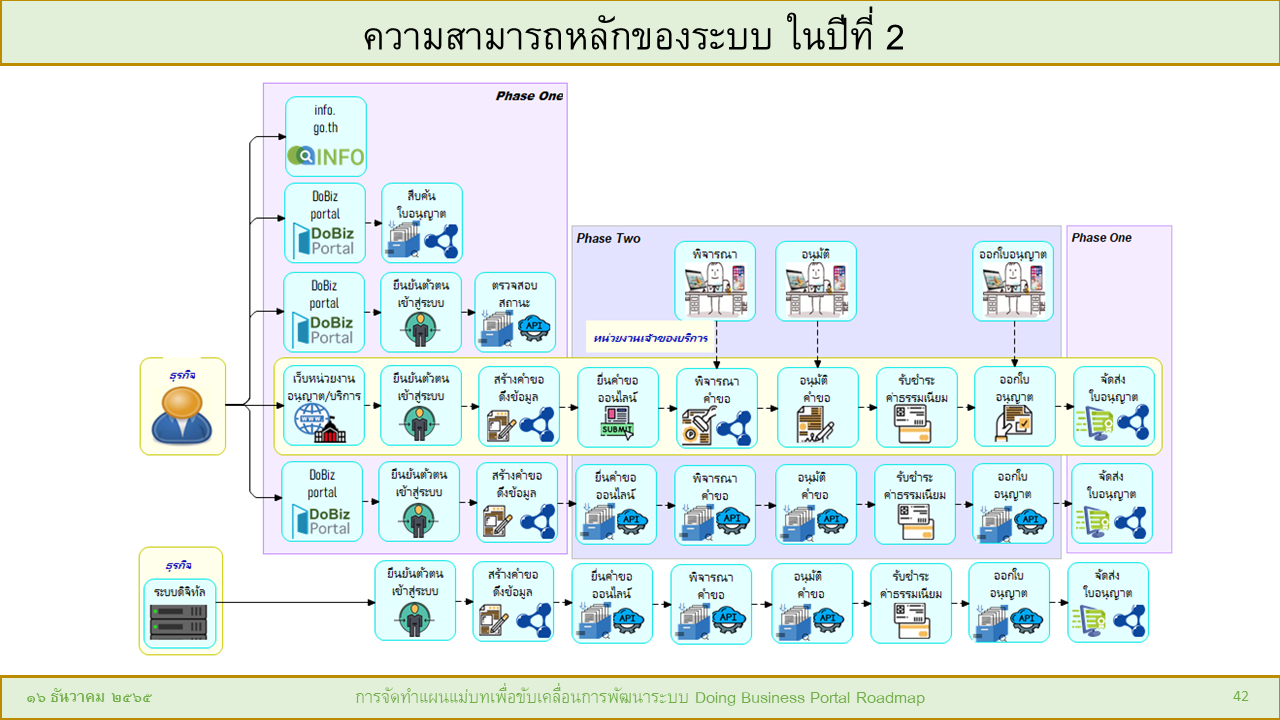 ความสามารถหลักของระบบ ในปีที่ 2
Phase One
info.
go.th
INFO
DoBiz
portal
DoBiz
Portal
สืบค้น
ใบอนุญาต
Phase Two
Phase One
พิจารณา
อนุมัติ
ออกใบอนุญาต
DoBiz
portal
DoBiz
Portal
ยืนยันตัวตน
เข้าสู่ระบบ
ตรวจสอบ
สถานะ
API
หน่วยงานเจ้าของบริการ
ธุรกิจ
เว็บหน่วยงาน
อนุญาต/บริการ
WWW
ยืนยันตัวตน
เข้าสู่ระบบ
สร้างคำขอ
ดึงข้อมูล
ยื่นคำขอ
ออนไลน์
SUBMIT
พิจารณา
คำขอ
อนุมัติ
คำขอ
รับชำระ
ค่าธรรมเนียม
ออกใบ
อนุญาต
จัดส่ง
ใบอนุญาต
DoBiz
portal
DoBiz
Portal
ยืนยันตัวตน
เข้าสู่ระบบ
สร้างคำขอ
ดึงข้อมูล
ยื่นคำขอ
ออนไลน์
API
พิจารณา
คำขอ
API
อนุมัติ
คำขอ
API
รับชำระ
ค่าธรรมเนียม
ออกใบ
อนุญาต
API
จัดส่ง
ใบอนุญาต
ธุรกิจ
ระบบดิจิทัล
ยืนยันตัวตน
เข้าสู่ระบบ
สร้างคำขอ
ดึงข้อมูล
ยื่นคำขอ
ออนไลน์
API
พิจารณา
คำขอ
API
อนุมัติ
คำขอ
API
รับชำระ
ค่าธรรมเนียม
ออกใบ
อนุญาต
API
จัดส่ง
ใบอนุญาต
๑๖ ธันวาคม ๒๕๖๕
การจัดทำแผนแม่บทเพื่อขับเคลื่อนการพัฒนาระบบ Doing Business Portal Roadmap
42